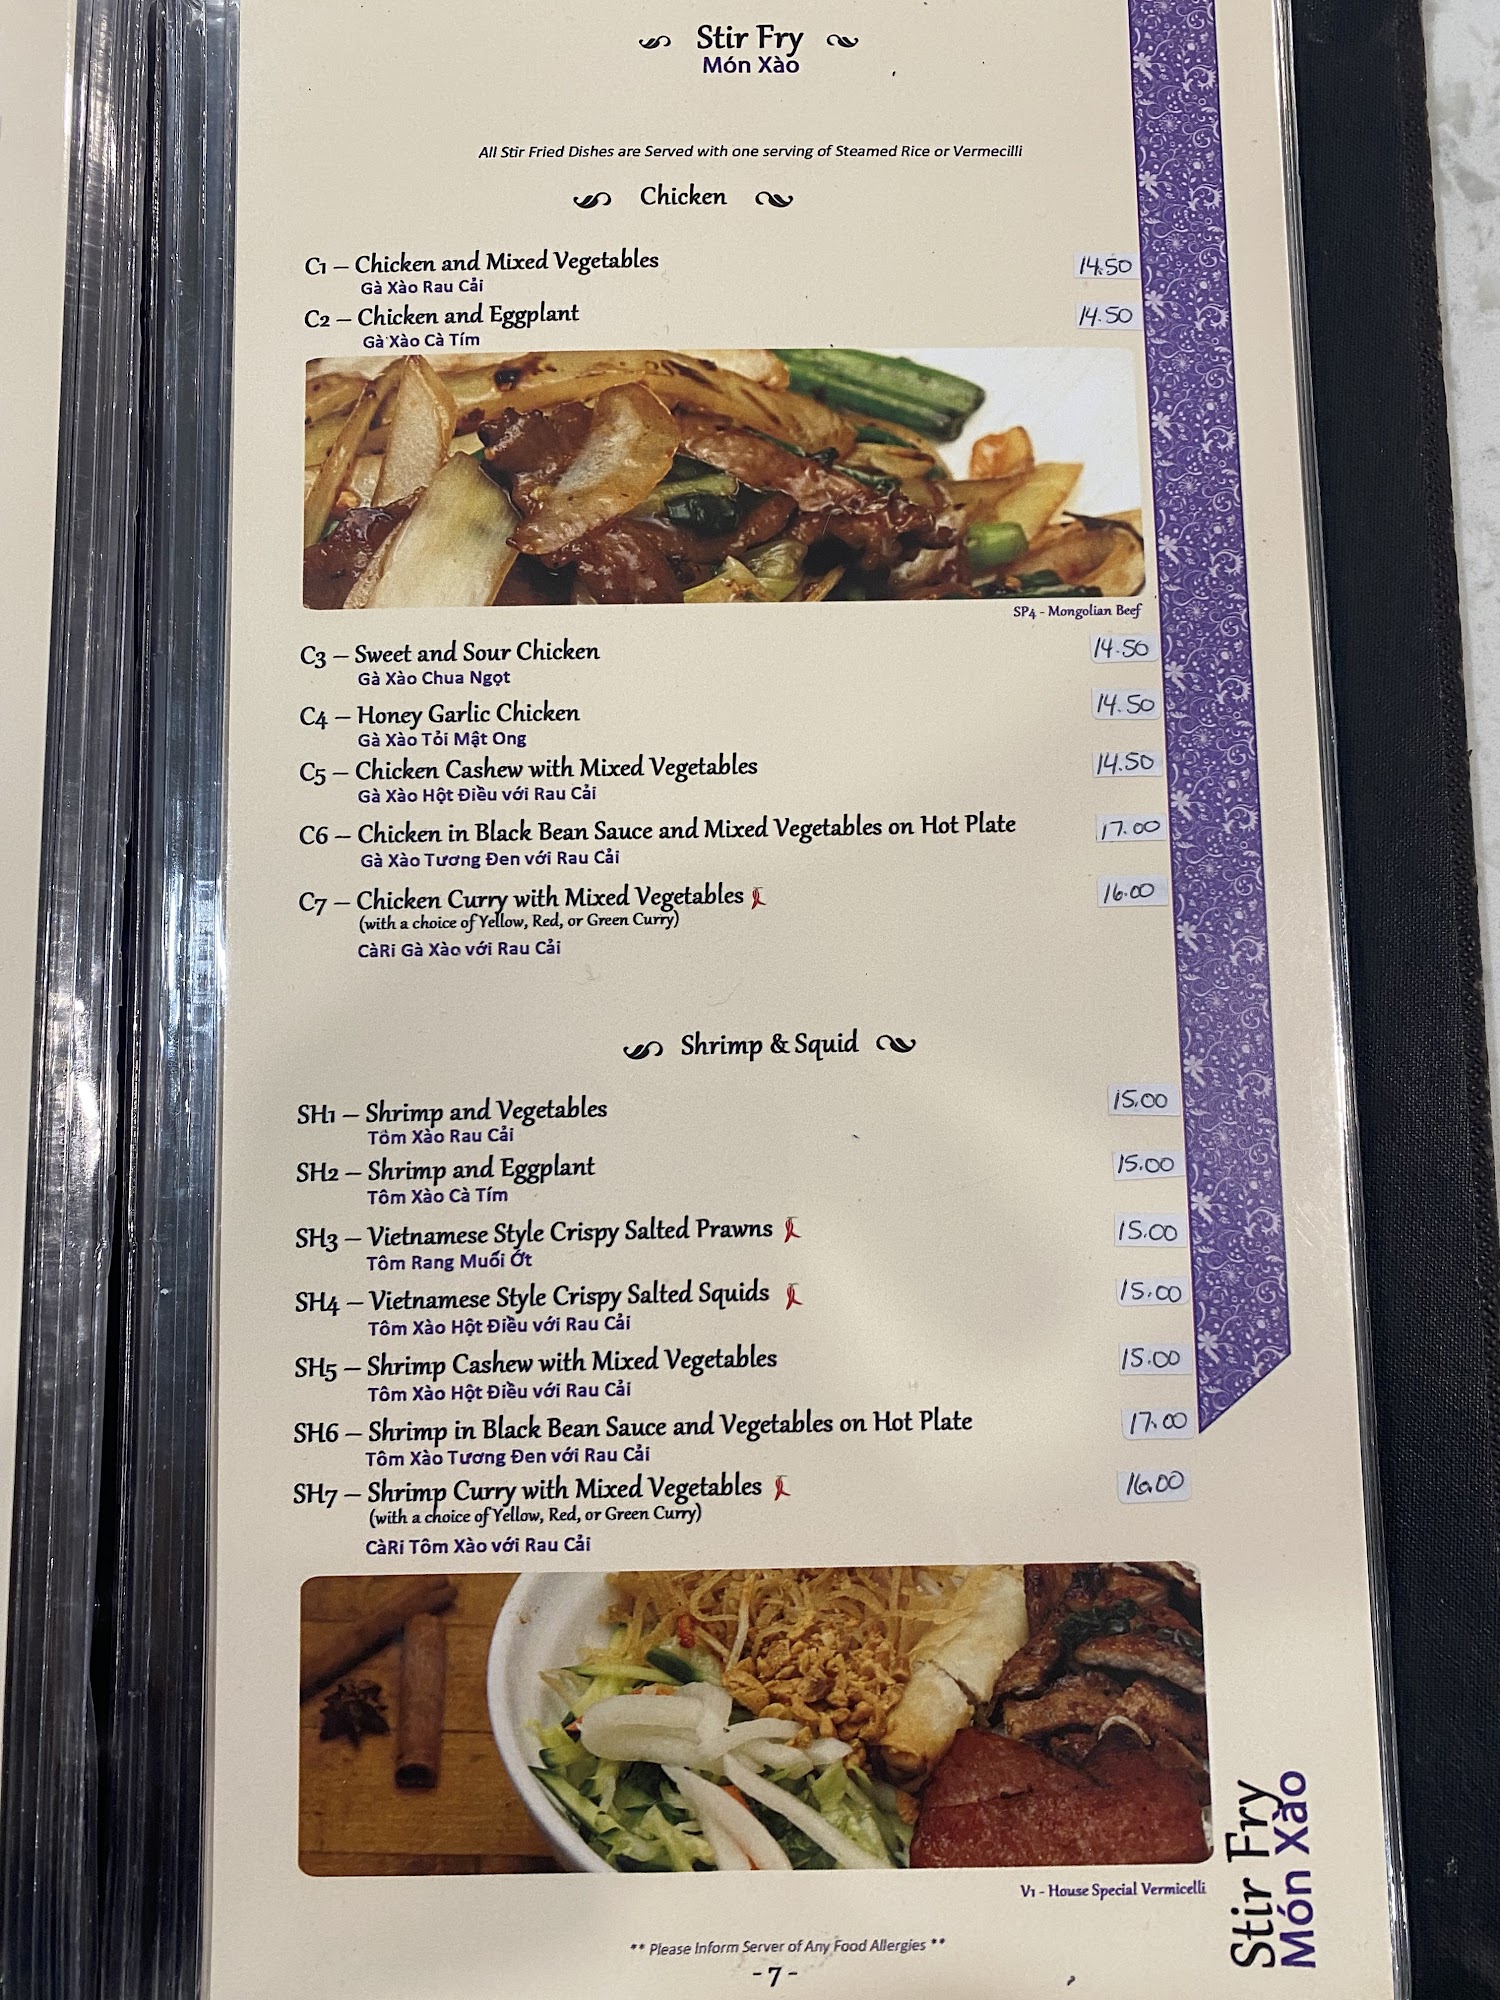 Stir Fry
Món Xào
All Stir Fried Dishes are Served with one serving of Steamed Rice or Vermecilli
Chicken
C1 – Chicken and Mixed Vegetables 14.50
Gà Xào Rau Cải
C2 – Chicken and Eggplant 14.50
Gà Xào Cà Tím
SP4 - Mongolian Beef
C3 – Sweet and Sour Chicken 14.50
Gà Xào Chua Ngọt
C4 – Honey Garlic Chicken 14.50
Gà Xào Tỏi Mật Ong
C5 – Chicken Cashew with Mixed Vegetables 14.50
Gà Xào Hột Điều với Rau Cải
C6 – Chicken in Black Bean Sauce and Mixed Vegetables on Hot Plate 17.00
Gà Xào Tương Đen với Rau Cải
C7 – Chicken Curry with Mixed Vegetables 16.00
(with a choice of Yellow, Red, or Green Curry)
CàRi Gà Xào với Rau Cải
Shrimp & Squid
SH1 – Shrimp and Vegetables 15.00
Tôm Xào Rau Cải
SH2 – Shrimp and Eggplant 15.00
Tôm Xào Cà Tím
SH3 – Vietnamese Style Crispy Salted Prawns 15.00
Tôm Rang Muối Ớt
SH4 – Vietnamese Style Crispy Salted Squids 15.00
Tôm Xào Hột Điều với Rau Cải
SH5 – Shrimp Cashew with Mixed Vegetables 15.00
Tôm Xào Hột Điều với Rau Cải
SH6 – Shrimp in Black Bean Sauce and Vegetables on Hot Plate 17.00
Tôm Xào Tương Đen với Rau Cải
SH7 – Shrimp Curry with Mixed Vegetables 16.00
(with a choice of Yellow, Red, or Green Curry)
CàRi Tôm Xào với Rau Cải
V1 - House Special Vermicelli
Stir Fry
Món Xào
** Please Inform Server of Any Food Allergies **
- 7 -